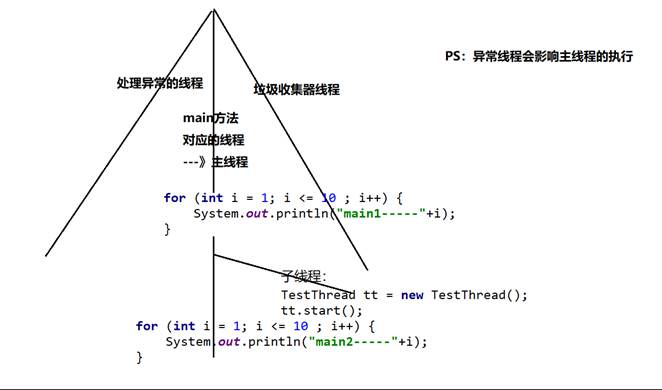 PS：异常线程会影响主线程的执行
处理异常的线程
垃圾收集器线程
main方法
对应的线程
---》主线程
for (int i = 1; i <= 10 ; i++) {
System.out.println("main1-----"+i);
}
子线程：
TestThread tt = new TestThread();
tt.start();
for (int i = 1; i <= 10 ; i++) {
System.out.println("main2-----"+i);
}